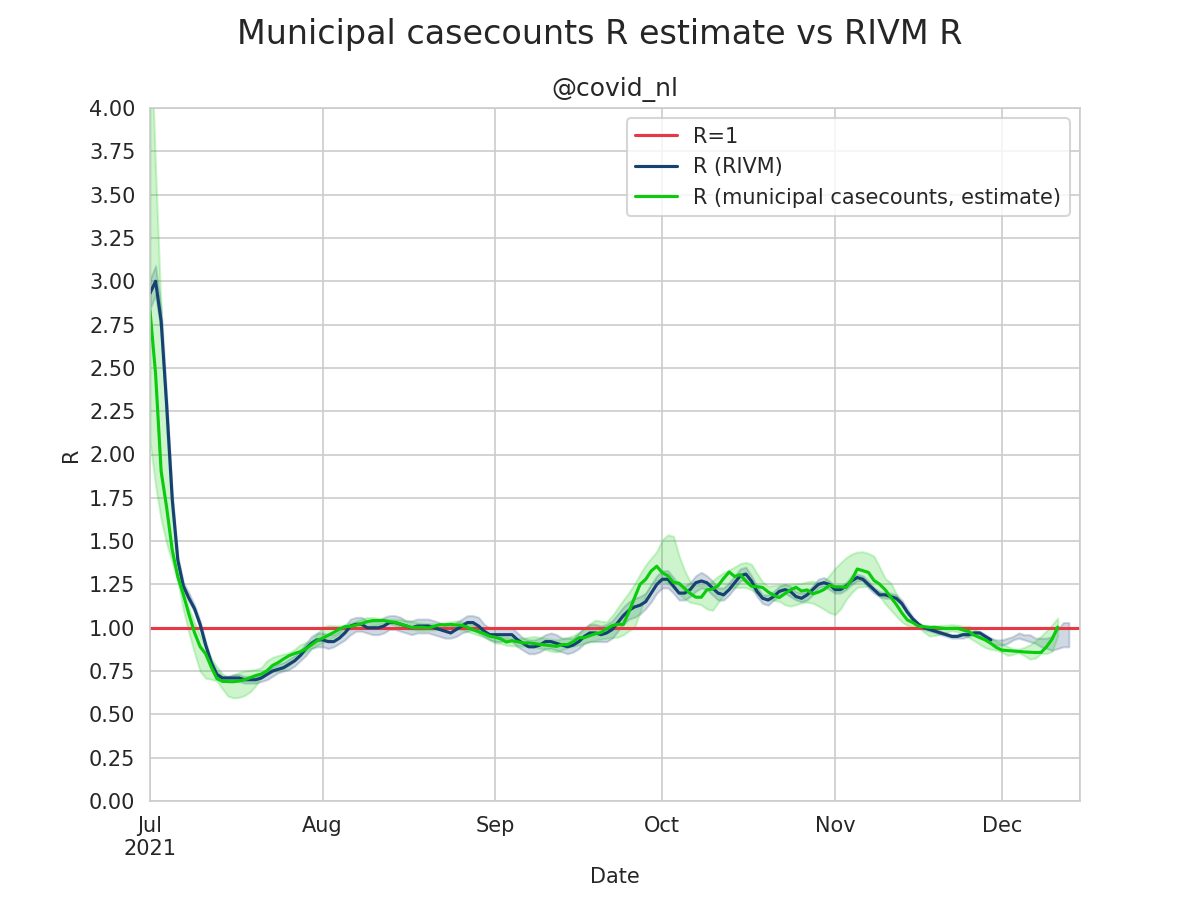 Municipal casecounts R estimate vs RIVM R
@covid_nl
4.00
3.75
3.50
3.25
3.00
2.75
2.50
2.25
2.00
1.75
1.50
1.25
1.00
0.75
0.50
0.25
0.00
R
R=1
R (RIVM)
R (municipal casecounts, estimate)
Jul Aug Sep Oct Nov Dec
2021
Date